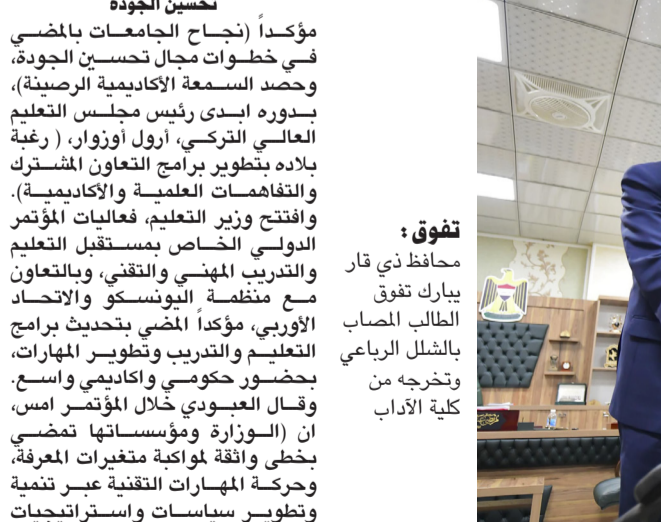 تحسين الجودة
مؤكداً (نجاح الجامعات بالمضي
في خطوات مجال تحسين الجودة،
وحصد السمعة الأكاديمية الرصينة)،
بدوره ابدى رئيس مجلس التعليم
العالي التركي، أرول أوزوار، ( رغبة
بلاده بتطوير برامج التعاون المشترك
والتفاهمات العلمية والأكاديمية).
وافتتح وزير التعليم، فعاليات المؤتمر
الدولي الخاص بمستقبل التعليم
والتدريب المهني والتقني، وبالتعاون
مع منظمة اليونسكو والاتحاد
الأوربي، مؤكداً المضي بتحديث برامج
التعليم والتدريب وتطوير المهارات،
بحضور حكومي واكاديمي واسع.
وقال العبودي خلال المؤتمر امس،
ان (الوزارة ومؤسساتها تمضي
بخطى واثقة لمواكبة متغيرات المعرفة،
وحركة المهارات التقنية عبر تنمية
وتطوير سياسات واستراتيجيات
تفوق :
محافظ ذي قار
يبارك تفوق
الطالب المصاب
بالشلل الرباعي
وتخرجه من
كلية الآداب